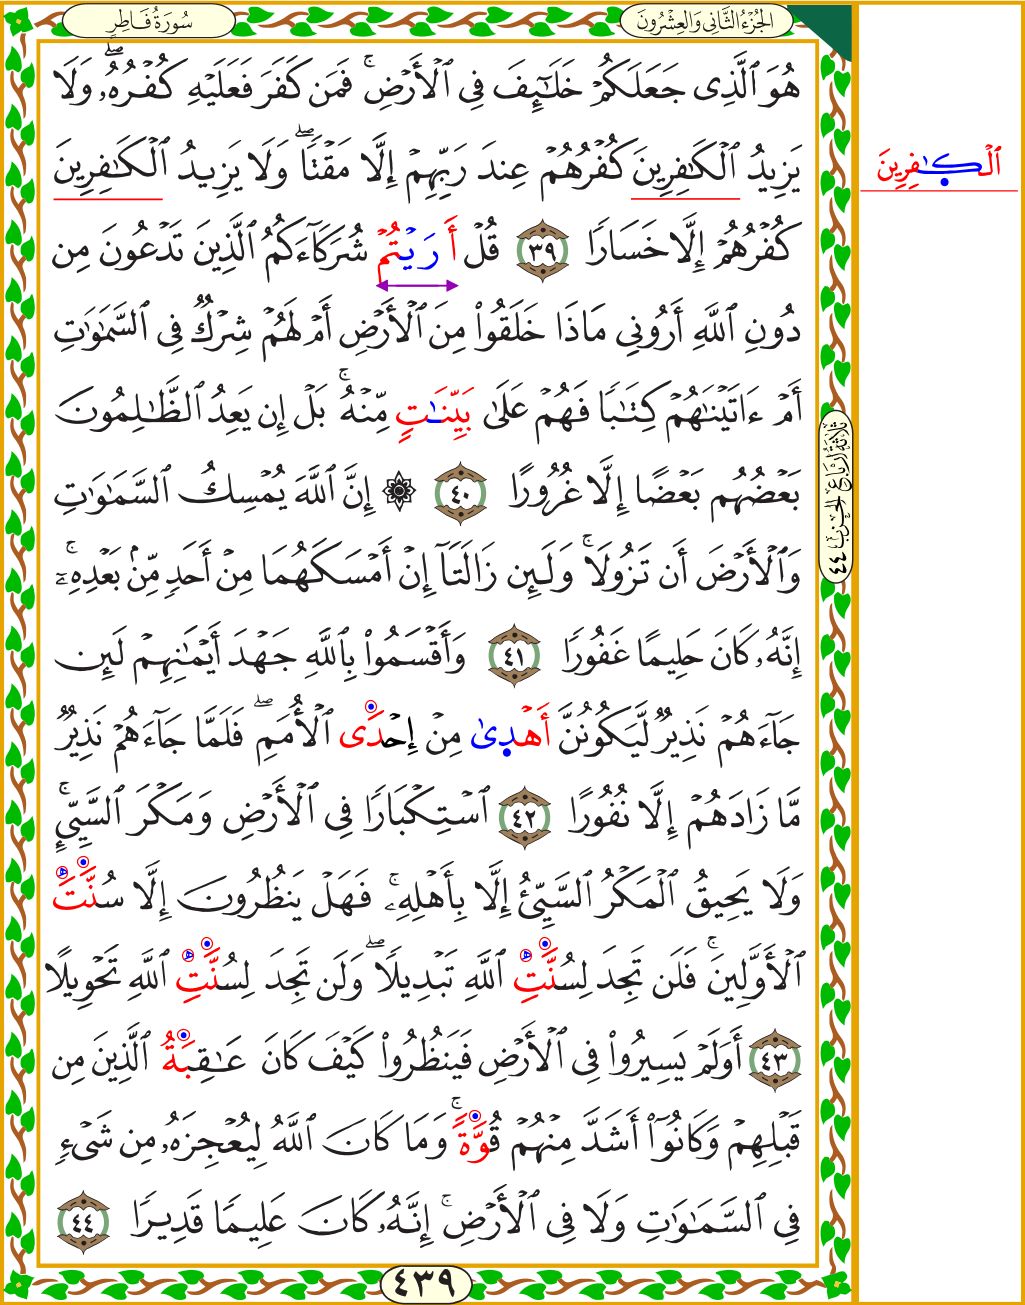 سُورَةُ فَاطِرٍ
الجُزْءُ الثَّانِي وَالعِشْرُونَ
هُوَ ٱلَّذِى جَعَلَكُمْ خَلَـٰٓئِفَ فِى ٱلْأَرْضِ ۚ فَمَن كَفَرَ فَعَلَيْهِ كُفْرُهُۥ ۖ وَلَا
يَزِيدُ ٱلْكَـٰفِرِينَ كُفْرُهُمْ عِندَ رَبِّهِمْ إِلَّا مَقْتًا ۖ وَلَا يَزِيدُ ٱلْكَـٰفِرِينَ
كُفْرُهُمْ إِلَّا خَسَارًا ٣٩ قُلْ أَرَيْتُمْ شُرَكَآءَكُمُ ٱلَّذِينَ تَدْعُونَ مِن
دُونِ ٱللَّهِ أَرُونِى مَاذَا خَلَقُوا۟ مِنَ ٱلْأَرْضِ أَمْ لَهُمْ شِرْكٌ فِى ٱلسَّمَـٰوَٰتِ
أَمْ ءَاتَيْنَـٰهُمْ كِتَـٰبًا فَهُمْ عَلَىٰ بَيِّنَـٰتٍ مِّنْهُ ۚ بَلْ إِن يَعِدُ ٱلظَّـٰلِمُونَ
بَعْضُهُم بَعْضًا إِلَّا غُرُورًا ٤٠ ۞ إِنَّ ٱللَّهَ يُمْسِكُ ٱلسَّمَـٰوَٰتِ
وَٱلْأَرْضَ أَن تَزُولَا ۚ وَلَئِن زَالَتَآ إِنْ أَمْسَكَهُمَا مِنْ أَحَدٍ مِّنۢ بَعْدِهِۦٓ ۚ
إِنَّهُۥ كَانَ حَلِيمًا غَفُورًا ٤١ وَأَقْسَمُوا۟ بِٱللَّهِ جَهْدَ أَيْمَـٰنِهِمْ لَئِن
جَآءَهُمْ نَذِيرٌ لَّيَكُونُنَّ أَهْدَىٰ مِنْ إِحْدَى ٱلْأُمَمِ ۖ فَلَمَّا جَآءَهُمْ نَذِيرٌ
مَّا زَادَهُمْ إِلَّا نُفُورًا ٤٢ ٱسْتِكْبَارًا فِى ٱلْأَرْضِ وَمَكْرَ ٱلسَّيِّئِ ۚ
وَلَا يَحِيقُ ٱلْمَكْرُ ٱلسَّيِّئُ إِلَّا بِأَهْلِهِۦ ۚ فَهَلْ يَنظُرُونَ إِلَّا سُنَّتَ
ٱلْأَوَّلِينَ ۚ فَلَن تَجِدَ لِسُنَّتِ ٱللَّهِ تَبْدِيلًا ۖ وَلَن تَجِدَ لِسُنَّتِ ٱللَّهِ تَحْوِيلًا
٤٣ أَوَلَمْ يَسِيرُوا۟ فِى ٱلْأَرْضِ فَيَنظُرُوا۟ كَيْفَ كَانَ عَـٰقِبَةُ ٱلَّذِينَ مِن
قَبْلِهِمْ وَكَانُوٓا۟ أَشَدَّ مِنْهُمْ قُوَّةً ۚ وَمَا كَانَ ٱللَّهُ لِيُعْجِزَهُۥ مِن شَىْءٍ
فِى ٱلسَّمَـٰوَٰتِ وَلَا فِى ٱلْأَرْضِ ۚ إِنَّهُۥ كَانَ عَلِيمًا قَدِيرًا ٤٤
ٱلْكَـٰفِرِينَ
ثَلَاثَةُ أَرْبَاعِ الحِزْبِ ٤٤
٤٣٩